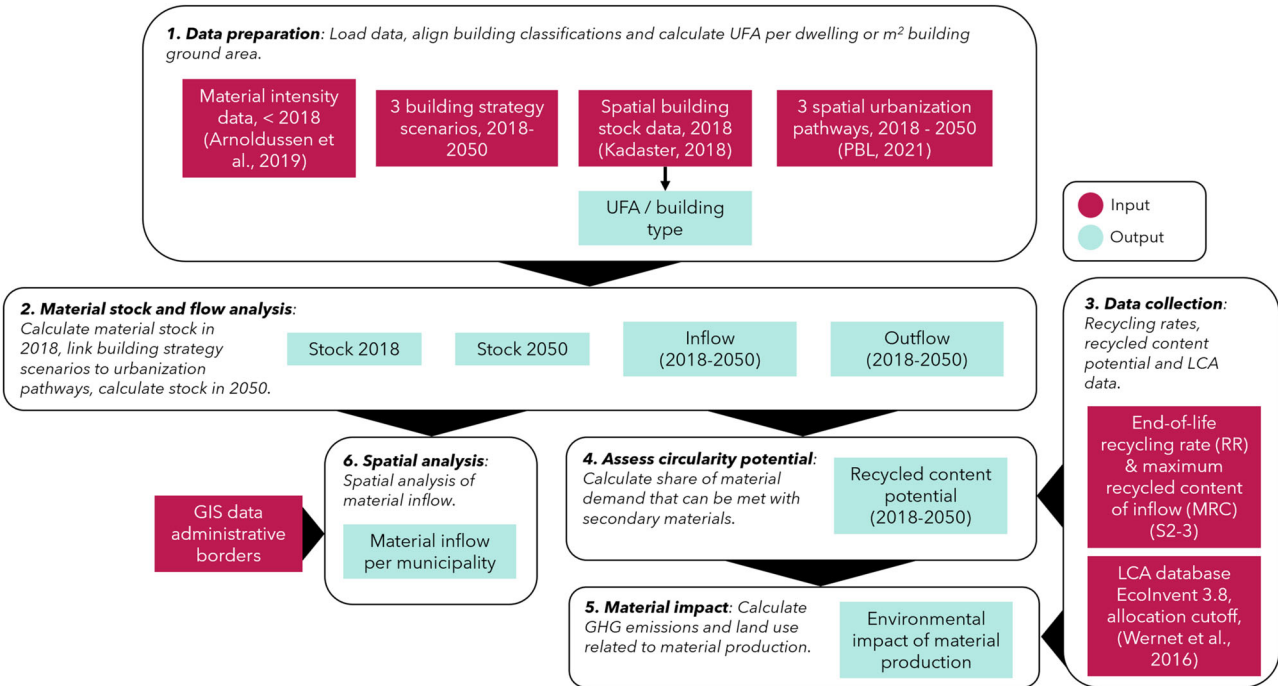 1. Data preparation: Load data, align building classifications and calculate UFA per dwelling or m² building
ground area.
Material intensity
data, < 2018
(Arnoldussen
et al., 2019)
3 building strategy
scenarios, 2018-
2050
Spatial building
stock data, 2018
(Kadaster, 2018)
3 spatial urbanization
pathways, 2018 - 2050
(PBL, 2021)
UFA / building
type
Input
Output
2. Material stock and flow analysis:
Calculate material stock in
2018, link building strategy
scenarios to urbanization
pathways, calculate stock in 2050.
Stock 2018
Stock 2050
Inflow
(2018-2050)
Outflow
(2018-2050)
3. Data collection:
Recycling rates,
recycled content
potential and LCA
data.
End-of-life
recycling rate (RR)
& maximum
recycled content
of inflow (MRC)
(S2-3)
LCA database
EcoInvent 3.8,
allocation cutoff,
(Wernet et al.,
2016)
6. Spatial analysis:
Spatial analysis of
material inflow.
GIS data
administrative
borders
Material inflow
per municipality
4. Assess circularity potential:
Calculate share of material
demand that can be met with
secondary materials.
Recycled content
potential
(2018-2050)
5. Material impact: Calculate
GHG emissions and land use
related to material production.
Environmental
impact of material
production